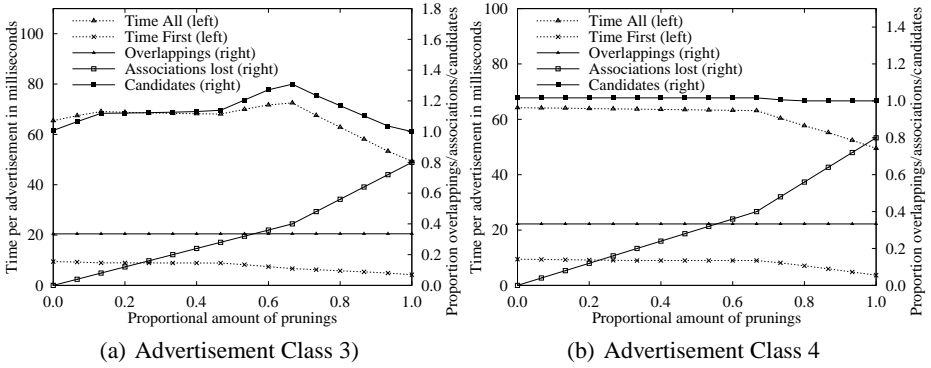 Time per advertisement in milliseconds
100
80
60
40
20
0
Time All (left)
Time First (left)
Overlappings (right)
Associations lost (right)
Candidates (right)
1.8
1.6
1.4
1.2
1.0
0.8
0.6
0.4
0.2
0.0
Proportion overlappings/associations/candidates
0.0 0.2 0.4 0.6 0.8 1.0
Proportional amount of prunings
(a) Advertisement Class 3)
Time per advertisement in milliseconds
100
80
60
40
20
0
Time All (left)
Time First (left)
Overlappings (right)
Associations lost (right)
Candidates (right)
1.4
1.2
1.0
0.8
0.6
0.4
0.2
0.0
Proportion overlappings/associations/candidates
0.0 0.2 0.4 0.6 0.8 1.0
Proportional amount of prunings
(b) Advertisement Class 4